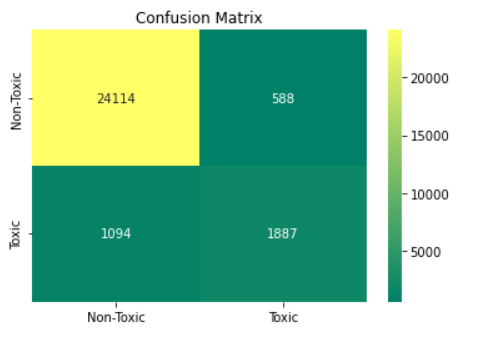 Confusion Matrix
Non-Toxic
24114
588
Toxic
1094
1887
Non-Toxic
Toxic
20000
15000
10000
5000